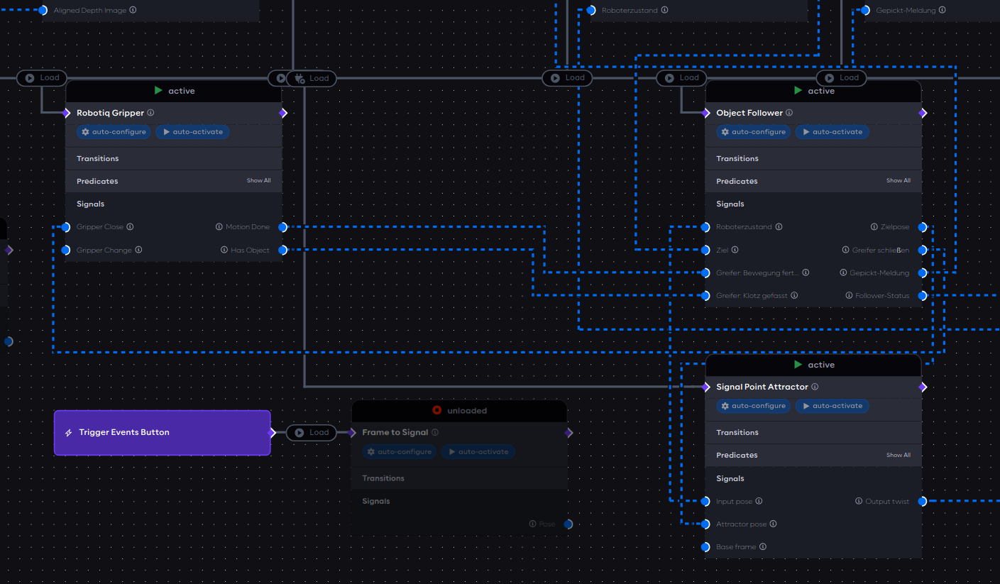 Aligned Depth Image
Roboterzustand
Gepickt-Meldung
Load
Load
Load
Load
Load
active
Robotiq Gripper
auto-configure
auto-activate
Transitions
Predicates
Show All
Signals
Gripper Close
Motion Done
Gripper Change
Has Object
active
Object Follower
auto-configure
auto-activate
Transitions
Predicates
Show All
Signals
Roboterzustand
Zielpose
Ziel
Greifer schließen
Greifer: Bewegung fert...
Gepickt-Meldung
Greifer: Klotz gefasst
Follower-Status
Trigger Events Button
Load
unloaded
Frame to Signal
auto-configure
auto-activate
Transitions
Signals
Pose
active
Signal Point Attractor
auto-configure
auto-activate
Transitions
Predicates
Show All
Signals
Input pose
Output twist
Attractor pose
Base frame